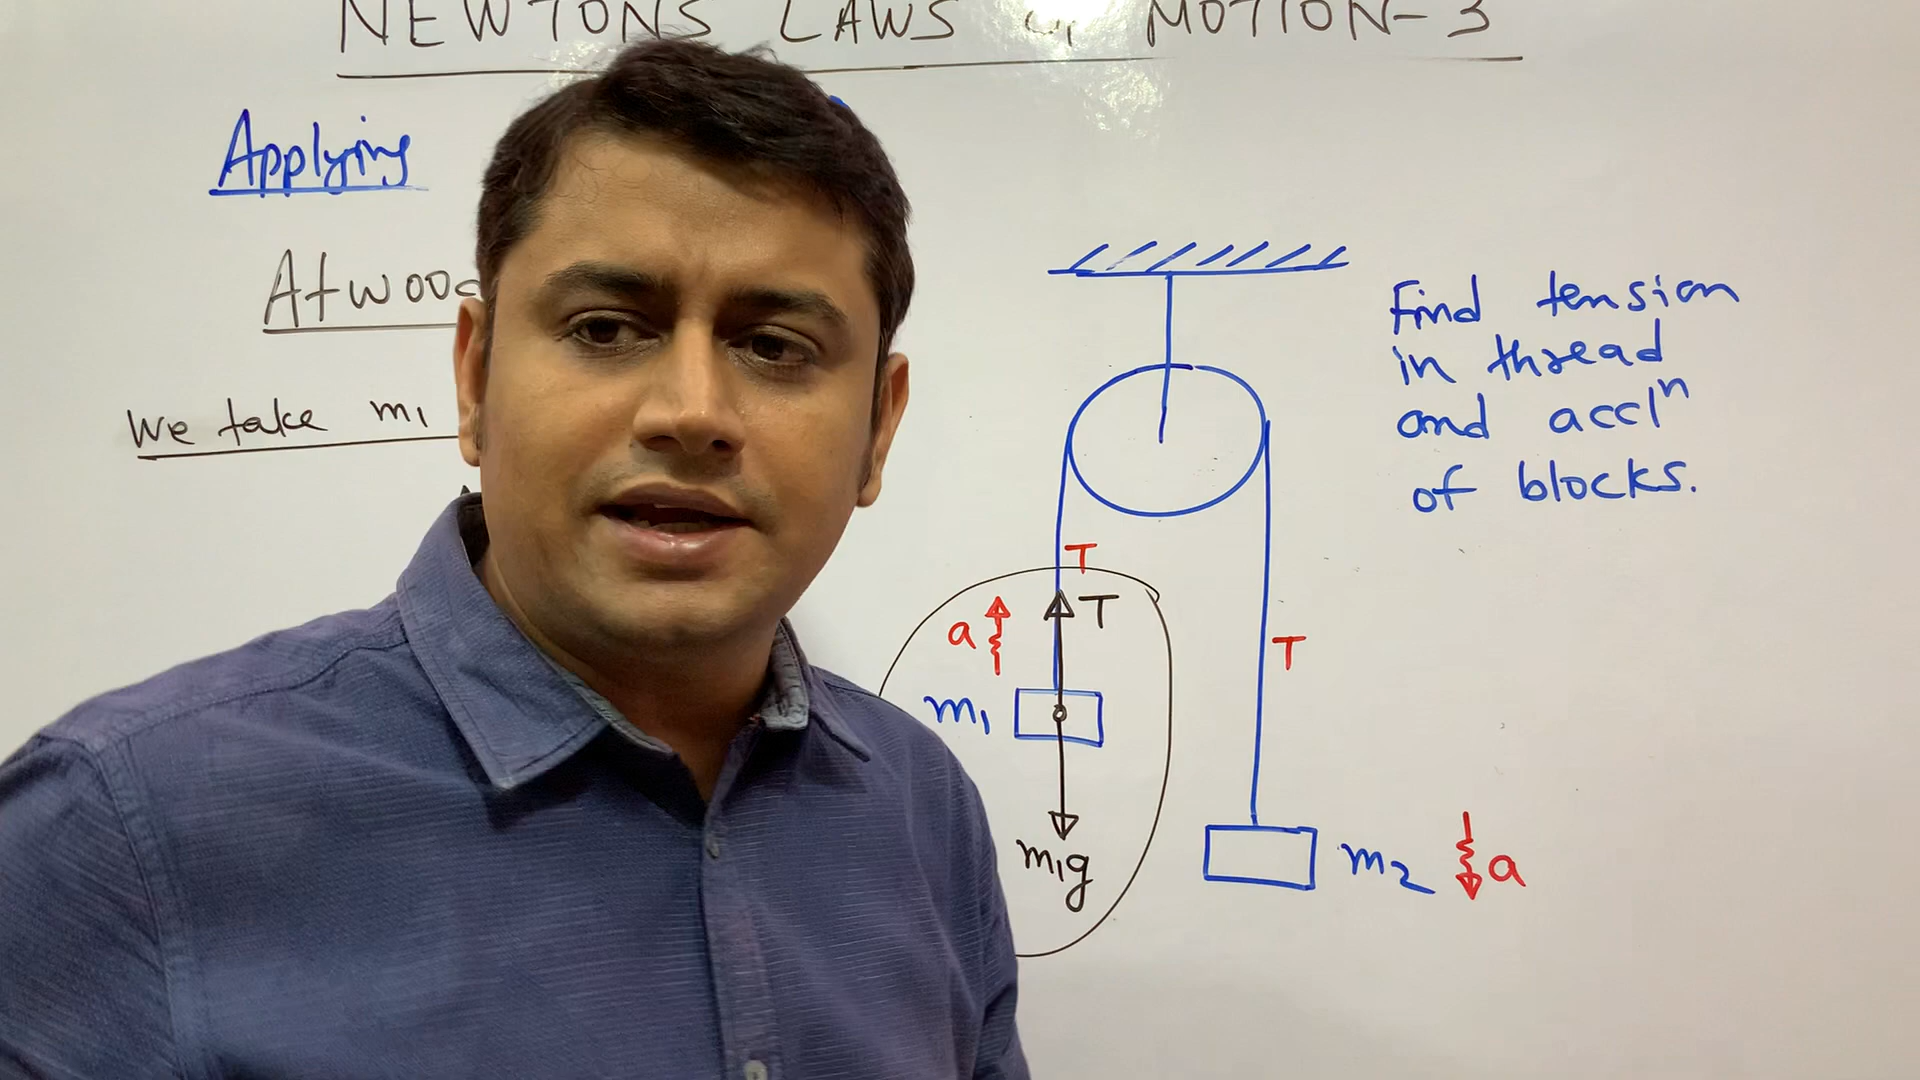 NEWTONS LAWS MOTION-3
Applying
Atwood
We take m₁
Find tension
in thread
and acclⁿ
of blocks.
T
T
a
T
m₁
m₁g
m₂
a